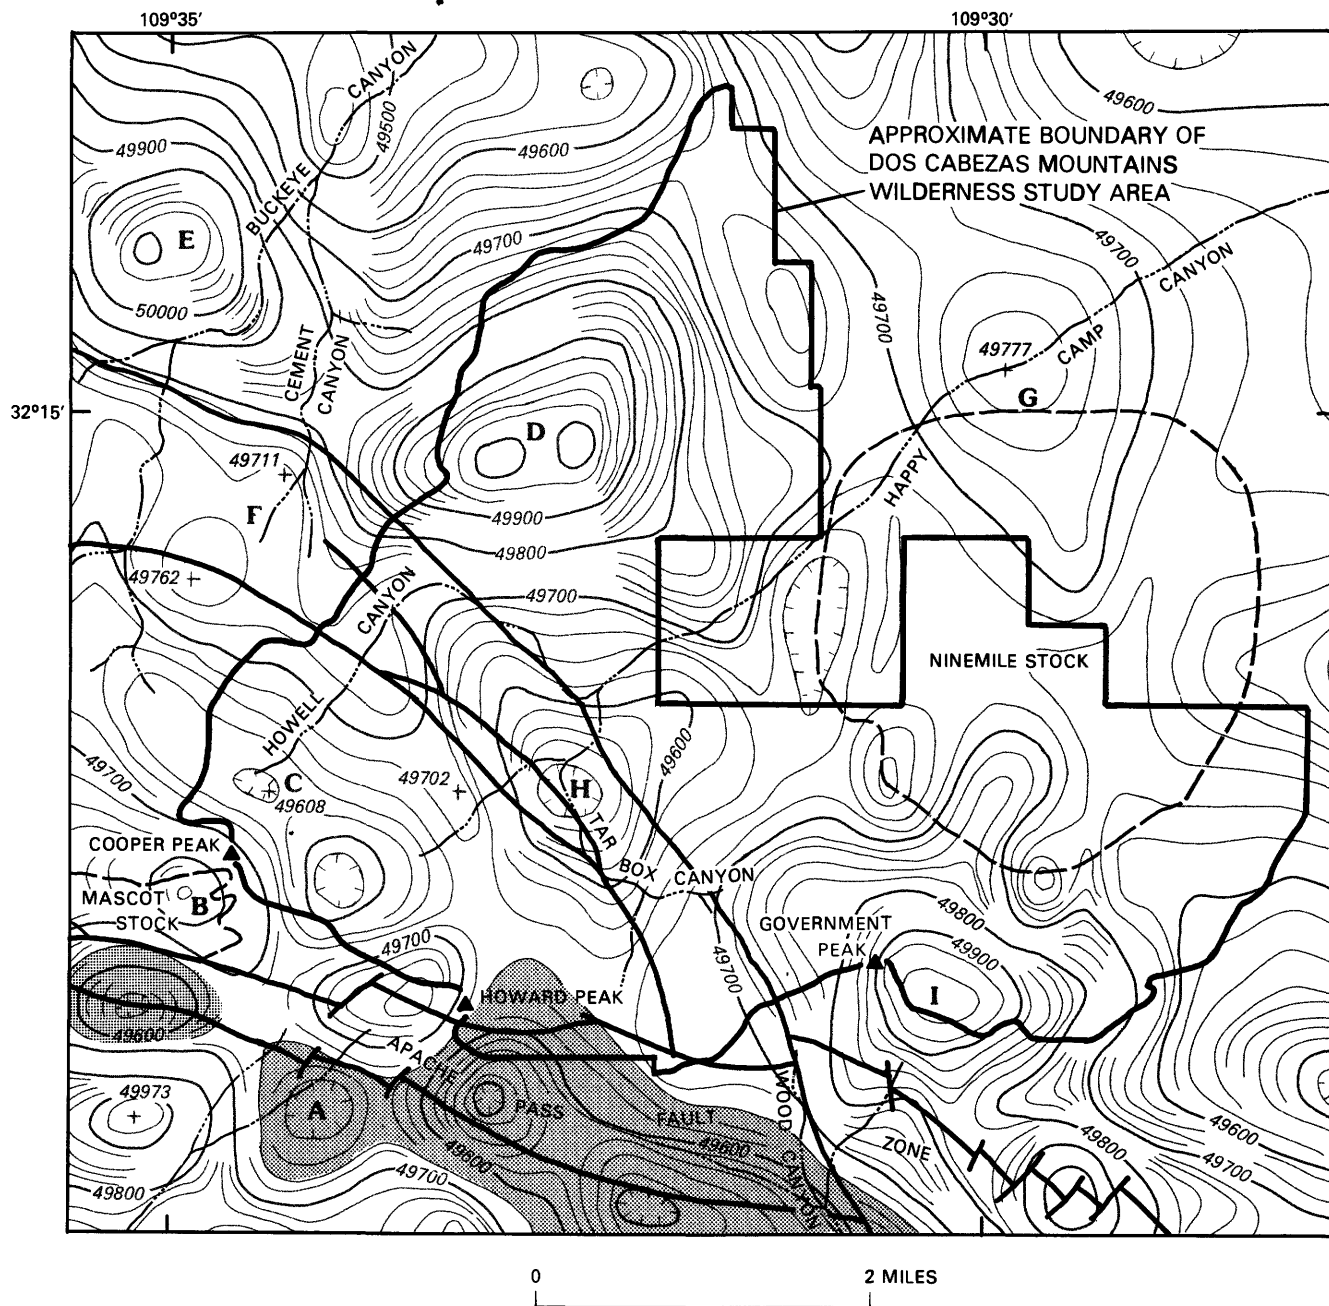 109°35′
109°30′
CANYON
49500
49600
49900
49600
APPROXIMATE BOUNDARY OF
DOS CABEZAS MOUNTAINS
WILDERNESS STUDY AREA
BUCKEYE
E
49700
49700
CANYON
50000
49700
CEMENT
CANYON
49777
CAMP
G
32°15′
D
49711
HAPPY
F
49900
49800
49762
CANYON
49700
NINEMILE STOCK
HOWELL
49700
C
49608
49702
H
49600
TAR
BOX CANYON
COOPER PEAK
MASCOT
STOCK
B
49700
GOVERNMENT
PEAK
49800
49900
49700
I
HOWARD PEAK
49600
APACHE
PASS
FAULT
ZONE
49973
A
WOOD
CANYON
49600
49600
49700
49800
49800
49600
49700
0
2 MILES